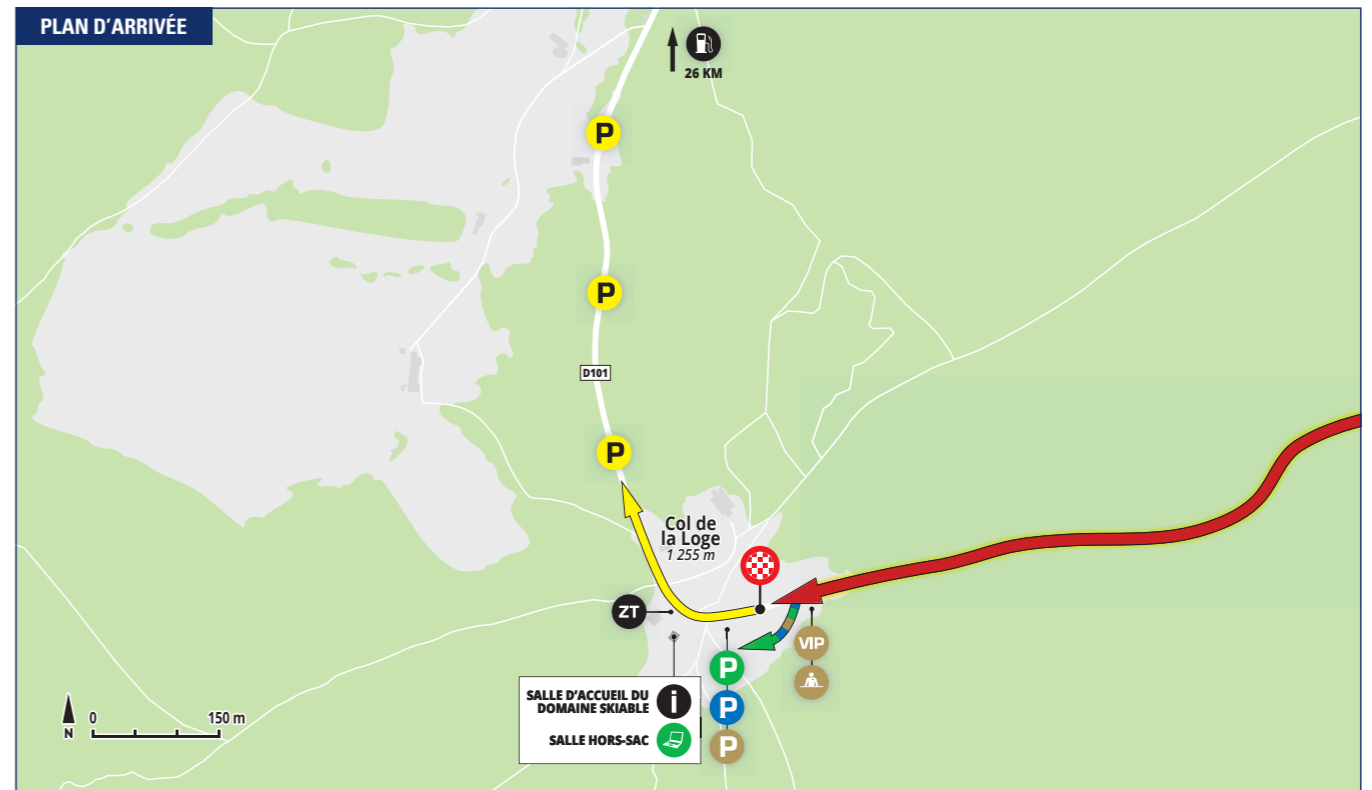 PLAN D'ARRIVÉE
26 KM
P
P
D101
P
Col de
la Loge
1 255 m
ZT
VIP
P
SALLE D'ACCUEIL DU
DOMAINE SKIABLE
i
P
SALLE HORS-SAC
P
N
0
150 m